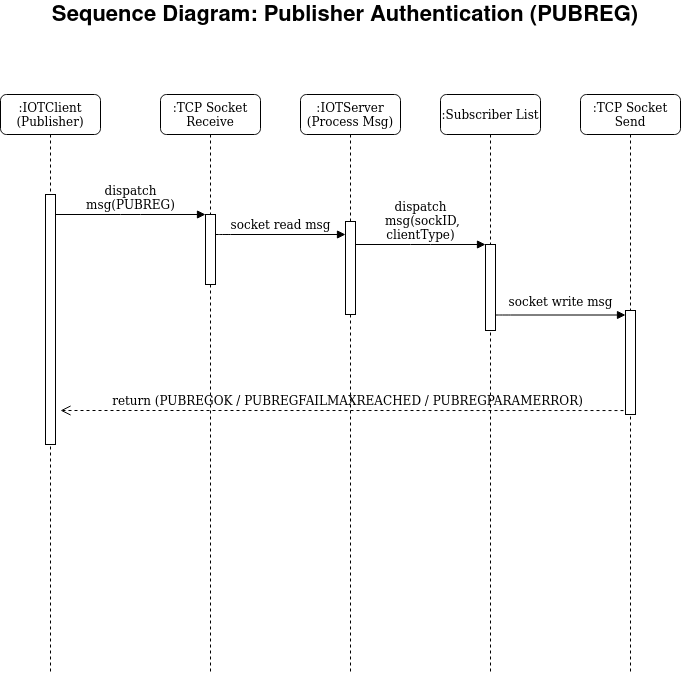 Sequence Diagram: Publisher Authentication (PUBREG)
:IOTClient
(Publisher)
:TCP Socket
Receive
:IOTServer
(Process Msg)
:Subscriber List
:TCP Socket
Send
dispatch
msg(PUBREG)
socket read msg
dispatch
msg(sockID,
clientType)
socket write msg
return (PUBREGOK / PUBREGFAILMAXREACHED / PUBREGPARAMERROR)